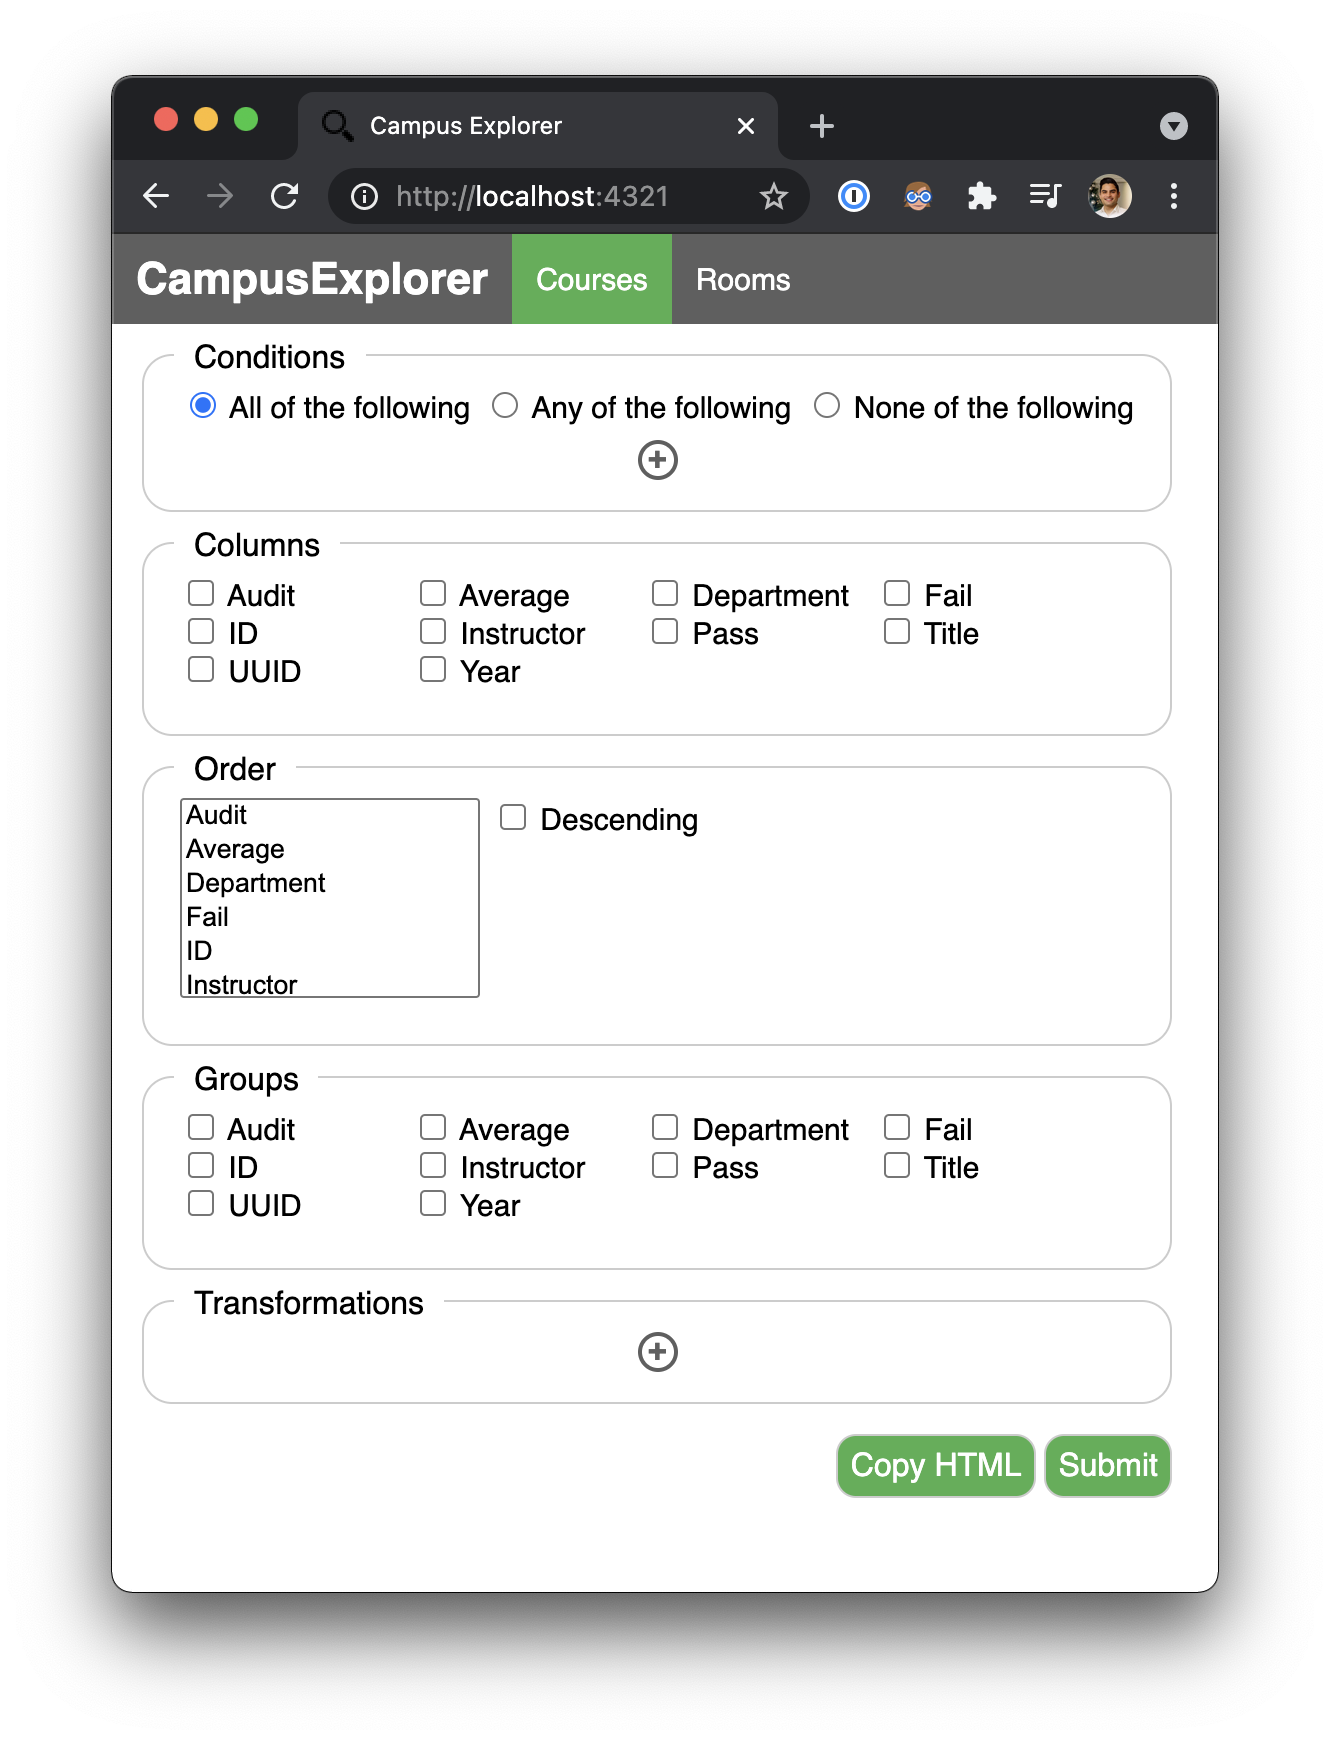 Campus Explorer
http://localhost:4321
CampusExplorer Courses Rooms
Conditions
All of the following Any of the following None of the following
Columns
Audit Average Department Fail
ID Instructor Pass Title
UUID Year
Order
Audit
Descending
Average
Department
Fail
ID
Instructor
Groups
Audit Average Department Fail
ID Instructor Pass Title
UUID Year
Transformations
Copy HTML Submit